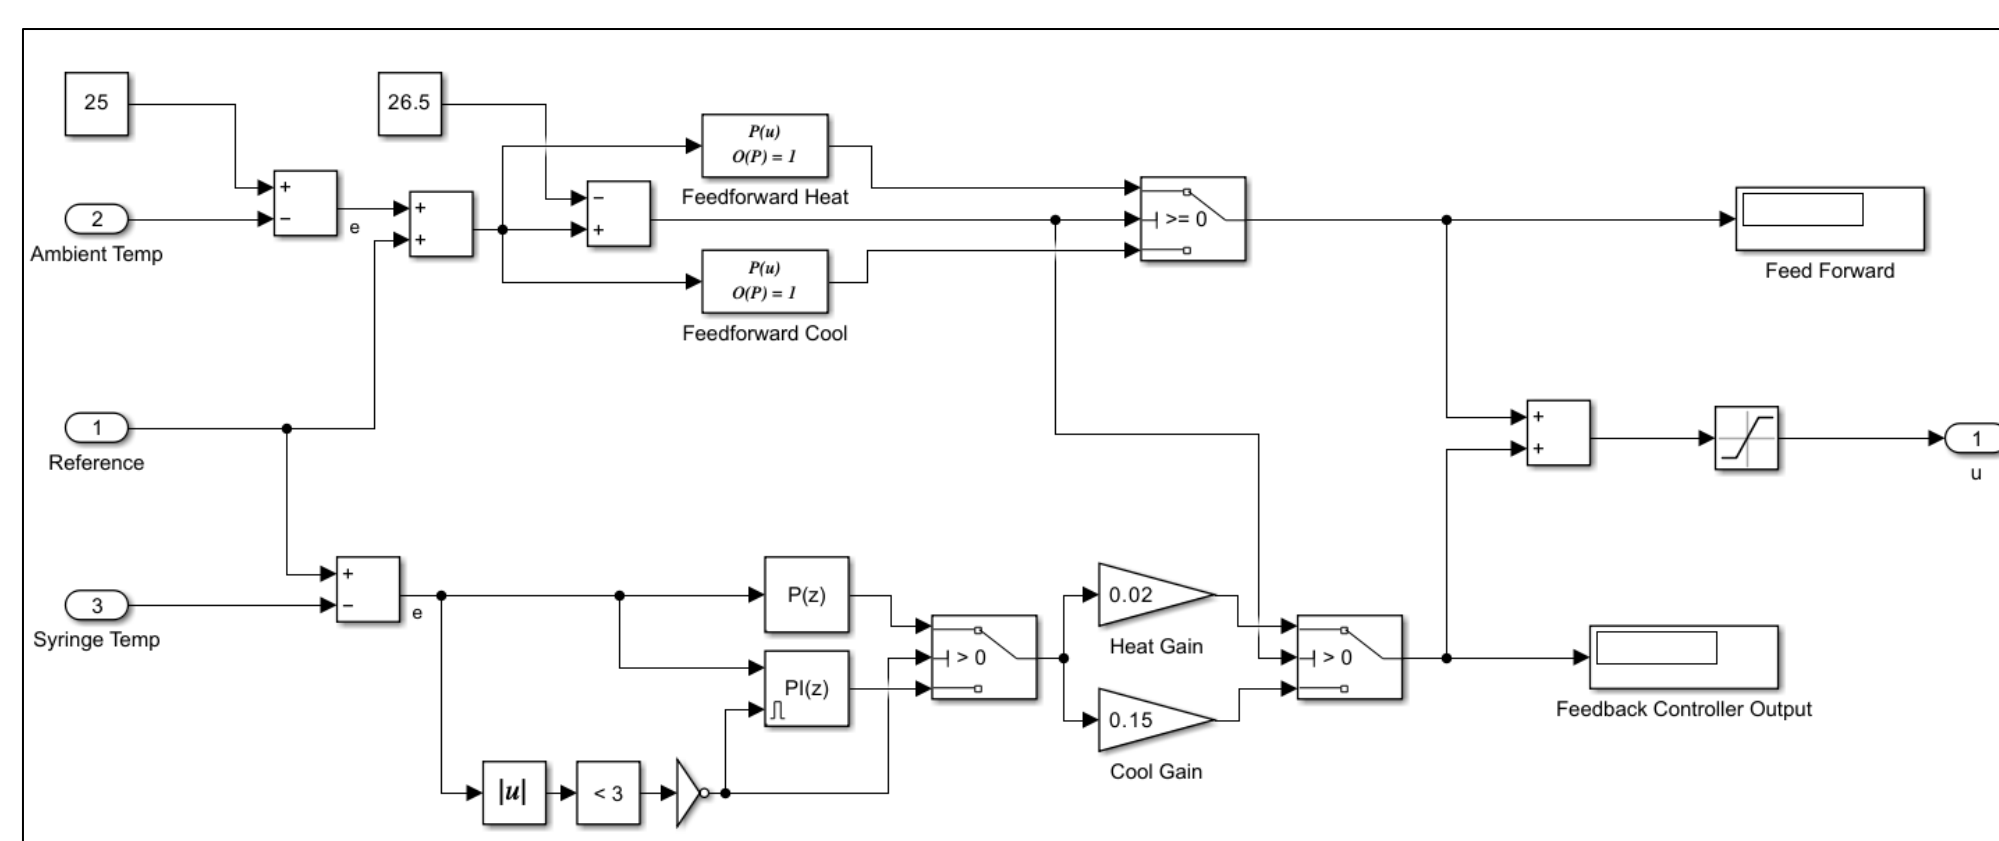 25
26.5
P(u)
O(P) = 1
Feedforward Heat
+
−
2
Ambient Temp
e
+
+
−
+
>= 0
Feed Forward
P(u)
O(P) = 1
Feedforward Cool
1
Reference
+
+
1
u
+
−
3
Syringe Temp
e
P(z)
PI(z)
> 0
0.02
Heat Gain
0.15
Cool Gain
> 0
Feedback Controller Output
|u|
< 3